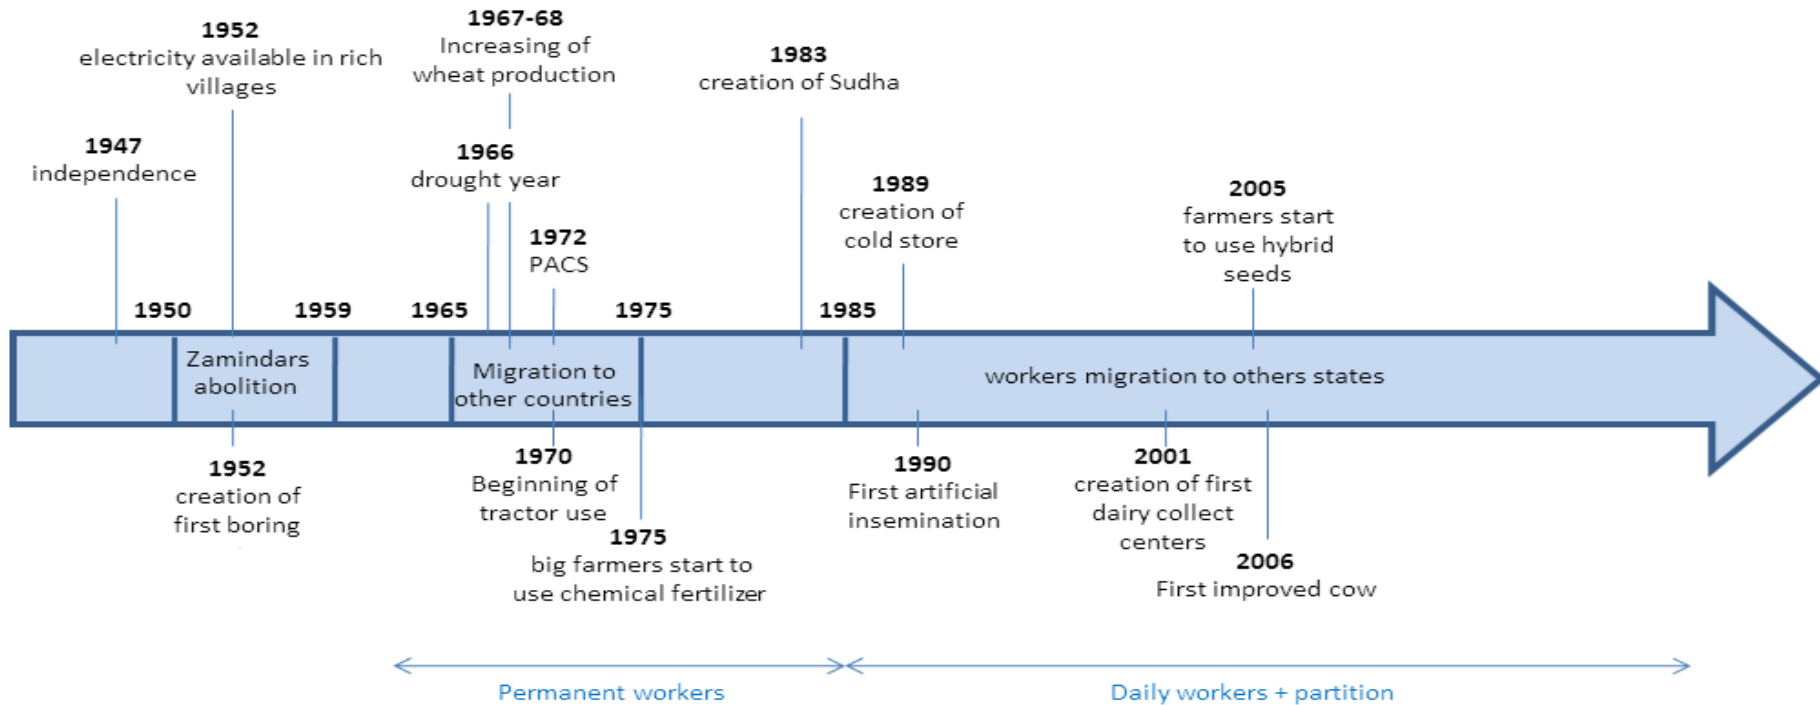 1952
electricity available in rich
villages
1967-68
Increasing of
wheat production
1983
creation of Sudha
1947
independence
1966
drought year
1989
creation of
cold store
2005
farmers start
to use hybrid
seeds
1972
PACS
1950
1959
1965
1975
1985
Zamindars
abolition
Migration to
other countries
workers migration to others states
1952
creation of
first boring
1970
Beginning of
tractor use
1975
big farmers start to
use chemical fertilizer
1990
First artificial
insemination
2001
creation of first
dairy collect
centers
2006
First improved cow
Permanent workers
Daily workers + partition